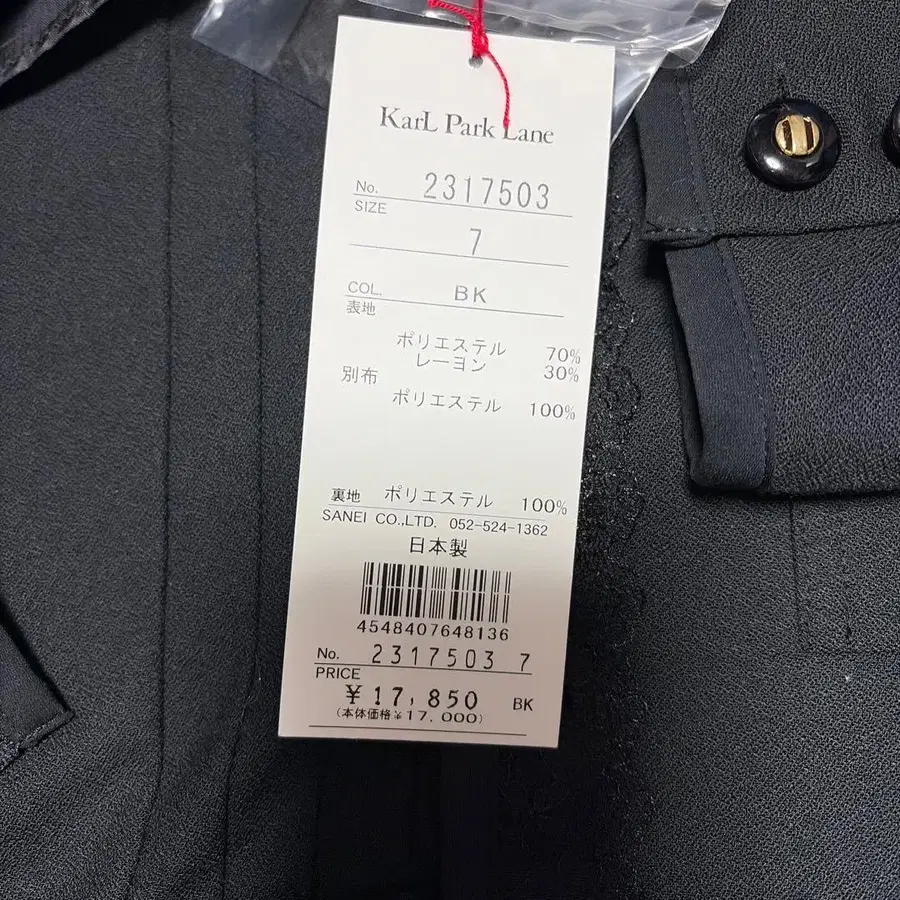 KarL Park Lane
No. 2317503
SIZE
7
COL. BK
表地
ポリエステル 70%
レーヨン 30%
別布
ポリエステル 100%
裏地 ポリエステル 100%
SANEI CO.,LTD. 052-524-1362
日本製
4548407648136
No. 2317503 7
PRICE
¥17,850 BK
(本体価格¥17,000)